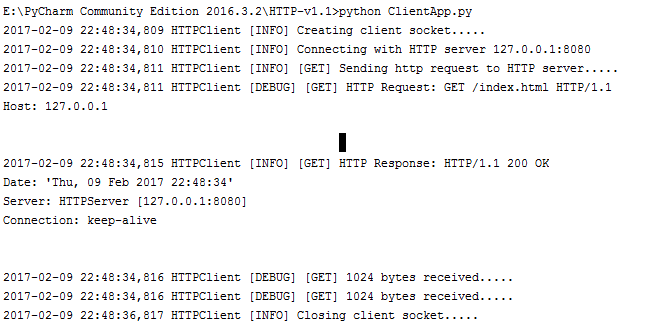 E:\PyCharm Community Edition 2016.3.2\HTTP-v1.1>python ClientApp.py
2017-02-09 22:48:34,809 HTTPClient [INFO] Creating client socket.....
2017-02-09 22:48:34,810 HTTPClient [INFO] Connecting with HTTP server 127.0.0.1:8080
2017-02-09 22:48:34,811 HTTPClient [INFO] [GET] Sending http request to HTTP server.....
2017-02-09 22:48:34,811 HTTPClient [DEBUG] [GET] HTTP Request: GET /index.html HTTP/1.1
Host: 127.0.0.1
2017-02-09 22:48:34,815 HTTPClient [INFO] [GET] HTTP Response: HTTP/1.1 200 OK
Date: 'Thu, 09 Feb 2017 22:48:34'
Server: HTTPServer [127.0.0.1:8080]
Connection: keep-alive
2017-02-09 22:48:34,816 HTTPClient [DEBUG] [GET] 1024 bytes received.....
2017-02-09 22:48:34,816 HTTPClient [DEBUG] [GET] 1024 bytes received.....
2017-02-09 22:48:36,817 HTTPClient [INFO] Closing client socket.....